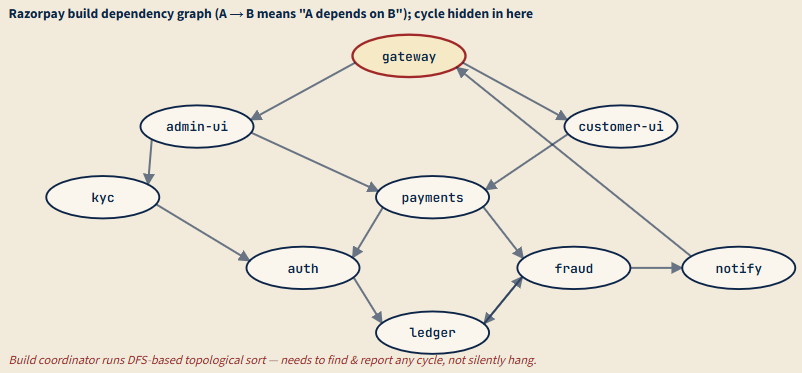 Razorpay build dependency graph (A → B means "A depends on B"); cycle hidden in here
gateway
admin-ui
customer-ui
kyc
payments
auth
fraud
notify
ledger
Build coordinator runs DFS-based topological sort — needs to find & report any cycle, not silently hang.